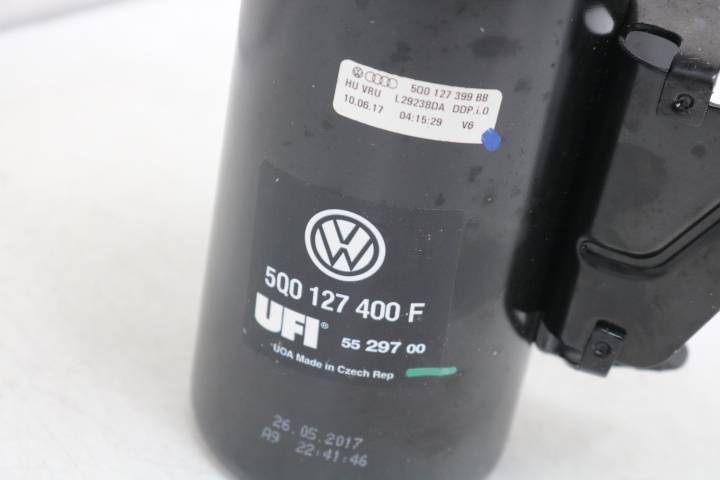 5Q0 127 399 BB
HU VRU L29238DA DDP.i.0
10.06.17 04:15:29 V6
5Q0 127 400 F
UFI® 55 297 00
UOA Made in Czech Rep
26.05.2017
A9 22:41:46